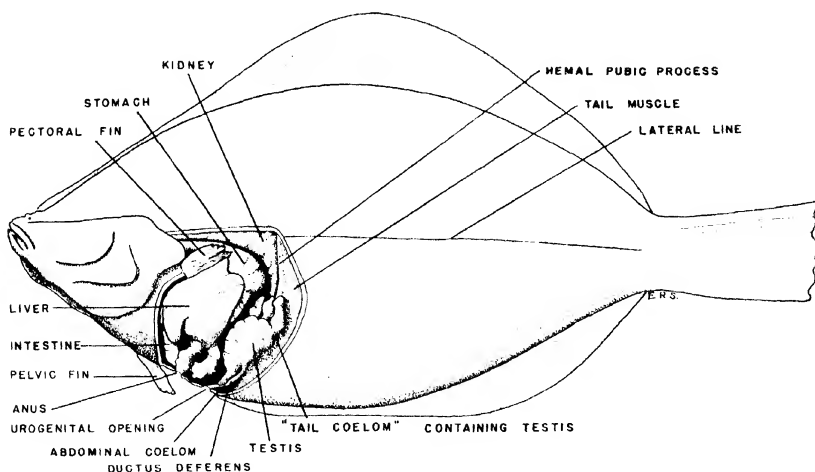 KIDNEY
HEMAL PUBIC PROCESS
STOMACH
TAIL MUSCLE
PECTORAL FIN
LATERAL LINE
LIVER
E.R.S.
INTESTINE
PELVIC FIN
ANUS
UROGENITAL OPENING
"TAIL COELOM" CONTAINING TESTIS
ABDOMINAL COELOM
TESTIS
DUCTUS DEFERENS